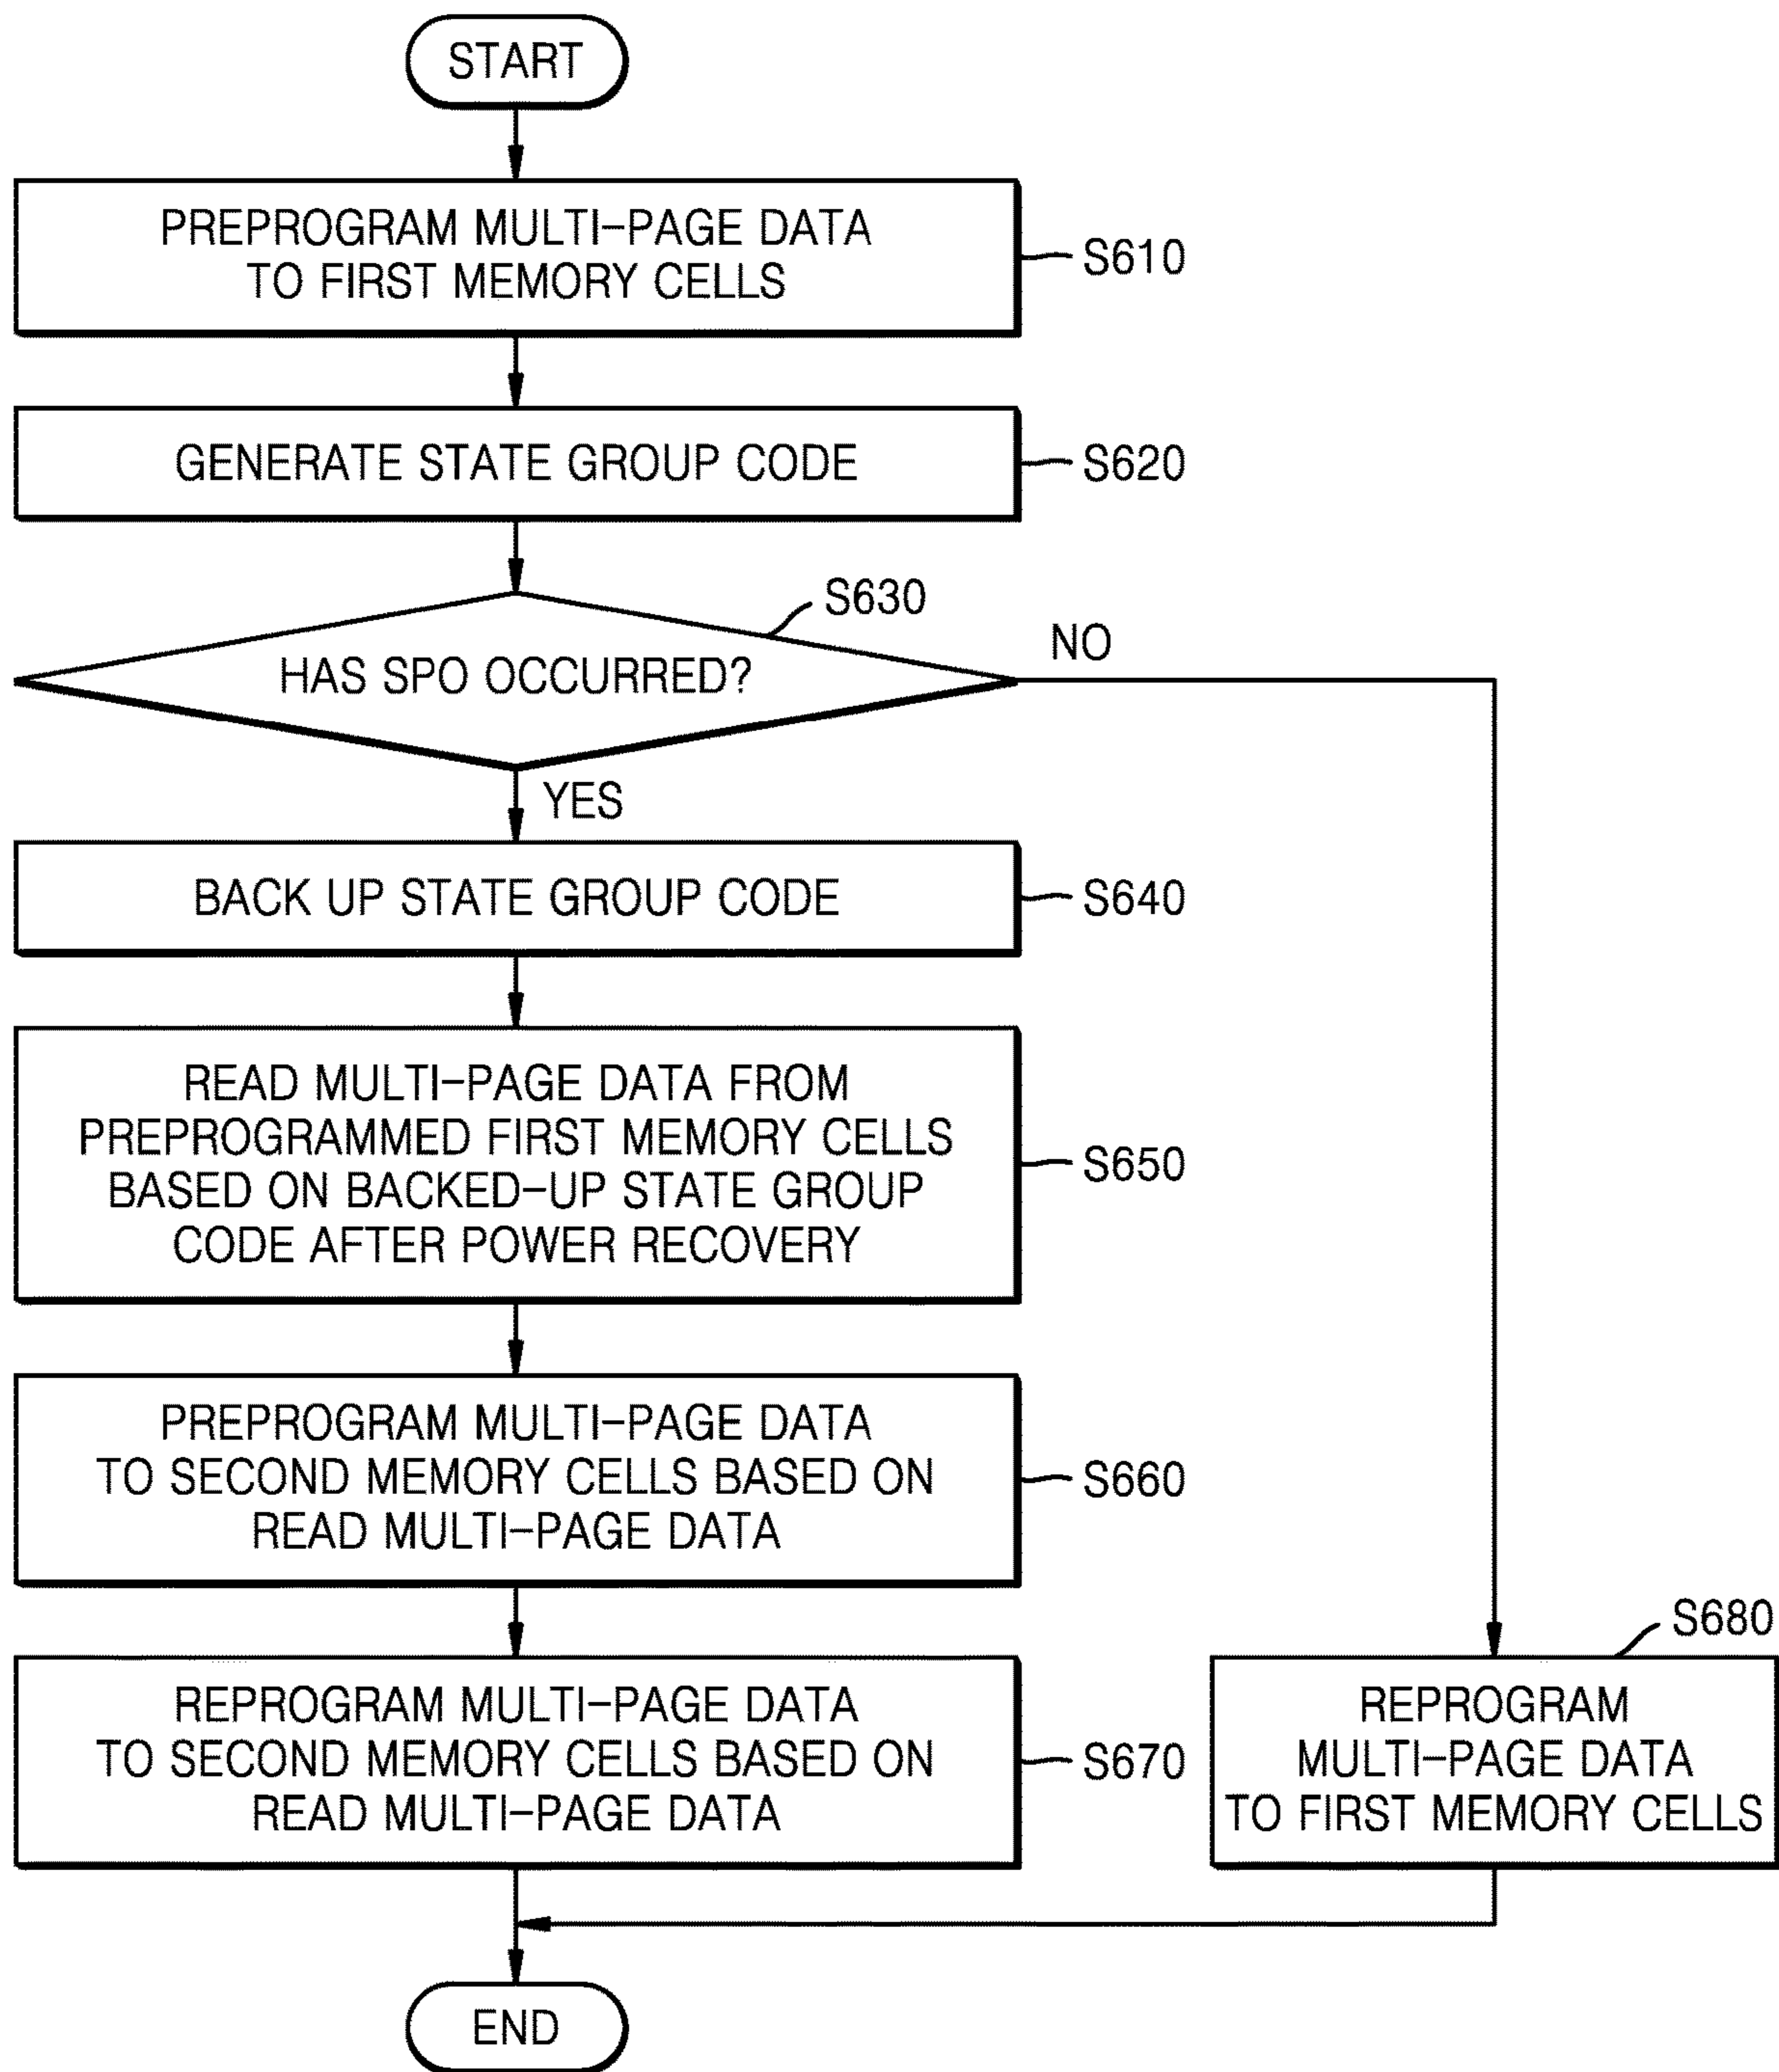 START
PREPROGRAM MULTI-PAGE DATA
TO FIRST MEMORY CELLS
S610
GENERATE STATE GROUP CODE
S620
S630
HAS SPO OCCURRED?
NO
YES
BACK UP STATE GROUP CODE
S640
READ MULTI-PAGE DATA FROM
PREPROGRAMMED FIRST MEMORY CELLS
BASED ON BACKED-UP STATE GROUP
CODE AFTER POWER RECOVERY
S650
PREPROGRAM MULTI-PAGE DATA
TO SECOND MEMORY CELLS BASED ON
READ MULTI-PAGE DATA
S660
REPROGRAM MULTI-PAGE DATA
TO SECOND MEMORY CELLS BASED ON
READ MULTI-PAGE DATA
S670
S680
REPROGRAM
MULTI-PAGE DATA
TO FIRST MEMORY CELLS
END